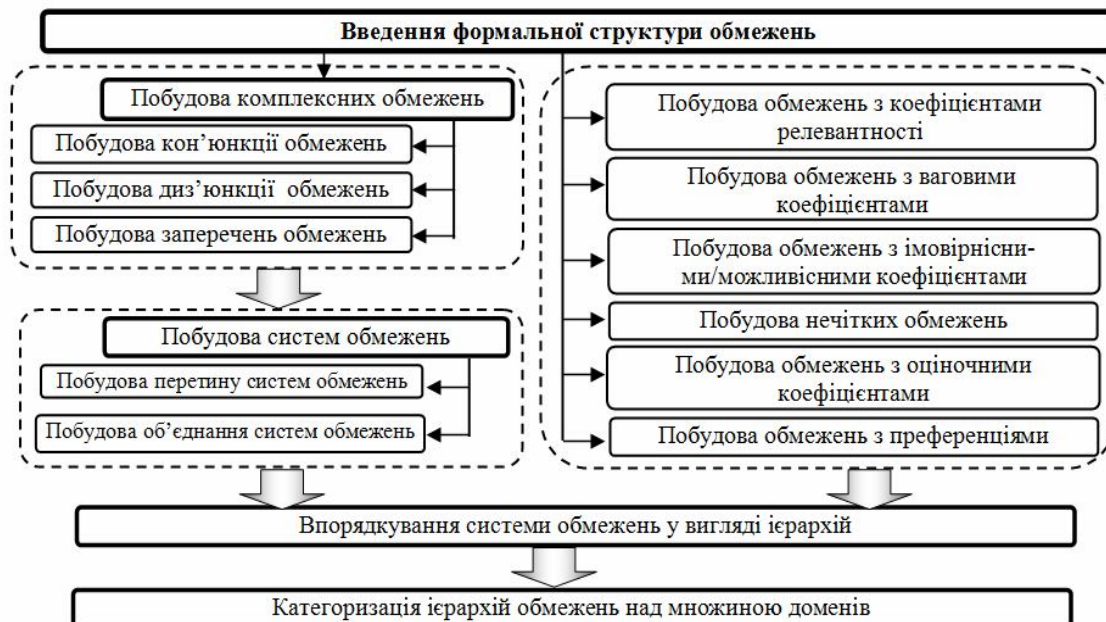 Введення формальної структури обмежень
Побудова комплексних обмежень
Побудова кон’юнкції обмежень
Побудова диз’юнкції обмежень
Побудова заперечень обмежень
Побудова систем обмежень
Побудова перетину систем обмежень
Побудова об’єднання систем обмежень
Побудова обмежень з коефіцієнтами
релевантності
Побудова обмежень з ваговими
коефіцієнтами
Побудова обмежень з імовірнісни-
ми/можливісними коефіцієнтами
Побудова нечітких обмежень
Побудова обмежень з оціночними
коефіцієнтами
Побудова обмежень з преференціями
Впорядкування системи обмежень у вигляді ієрархій
Категоризація ієрархій обмежень над множиною доменів